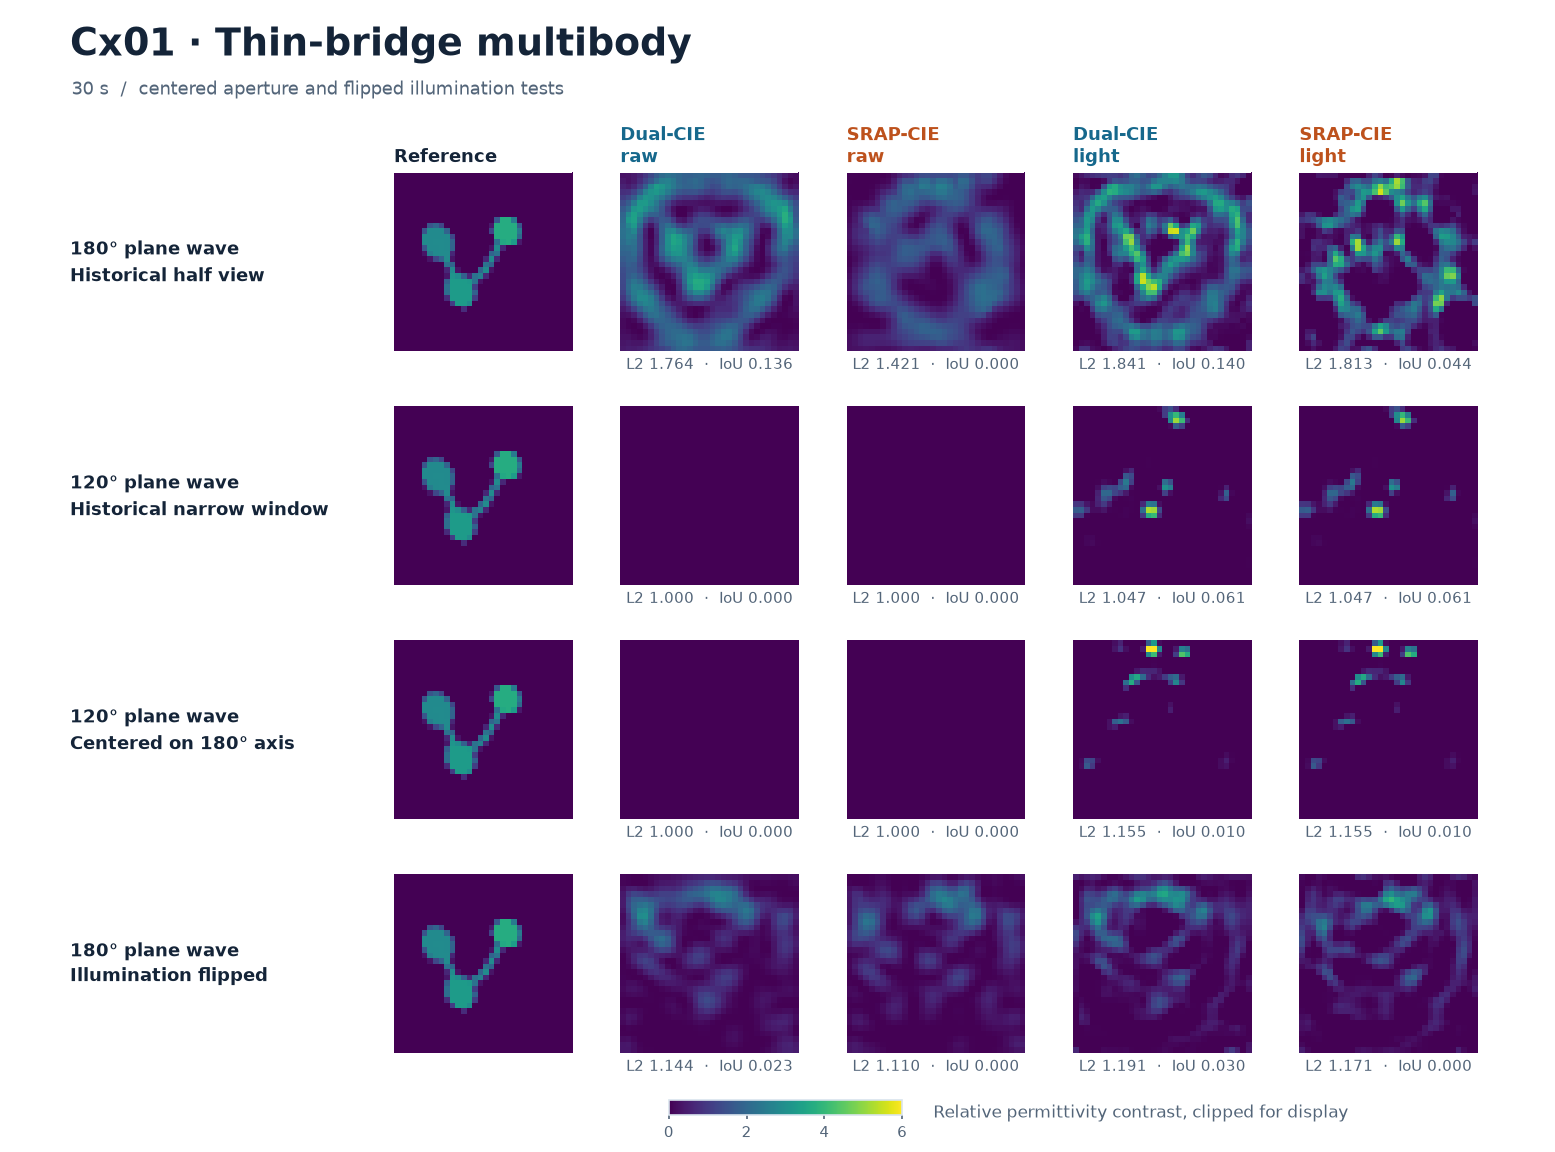 Cx01 · Thin-bridge multibody
30 s / centered aperture and flipped illumination tests
Reference
Dual-CIE
raw
SRAP-CIE
raw
Dual-CIE
light
SRAP-CIE
light
180° plane wave
Historical half view
L2 1.764 · IoU 0.136
L2 1.421 · IoU 0.000
L2 1.841 · IoU 0.140
L2 1.813 · IoU 0.044
120° plane wave
Historical narrow window
L2 1.000 · IoU 0.000
L2 1.000 · IoU 0.000
L2 1.047 · IoU 0.061
L2 1.047 · IoU 0.061
120° plane wave
Centered on 180° axis
L2 1.000 · IoU 0.000
L2 1.000 · IoU 0.000
L2 1.155 · IoU 0.010
L2 1.155 · IoU 0.010
180° plane wave
Illumination flipped
L2 1.144 · IoU 0.023
L2 1.110 · IoU 0.000
L2 1.191 · IoU 0.030
L2 1.171 · IoU 0.000
0 2 4 6
Relative permittivity contrast, clipped for display